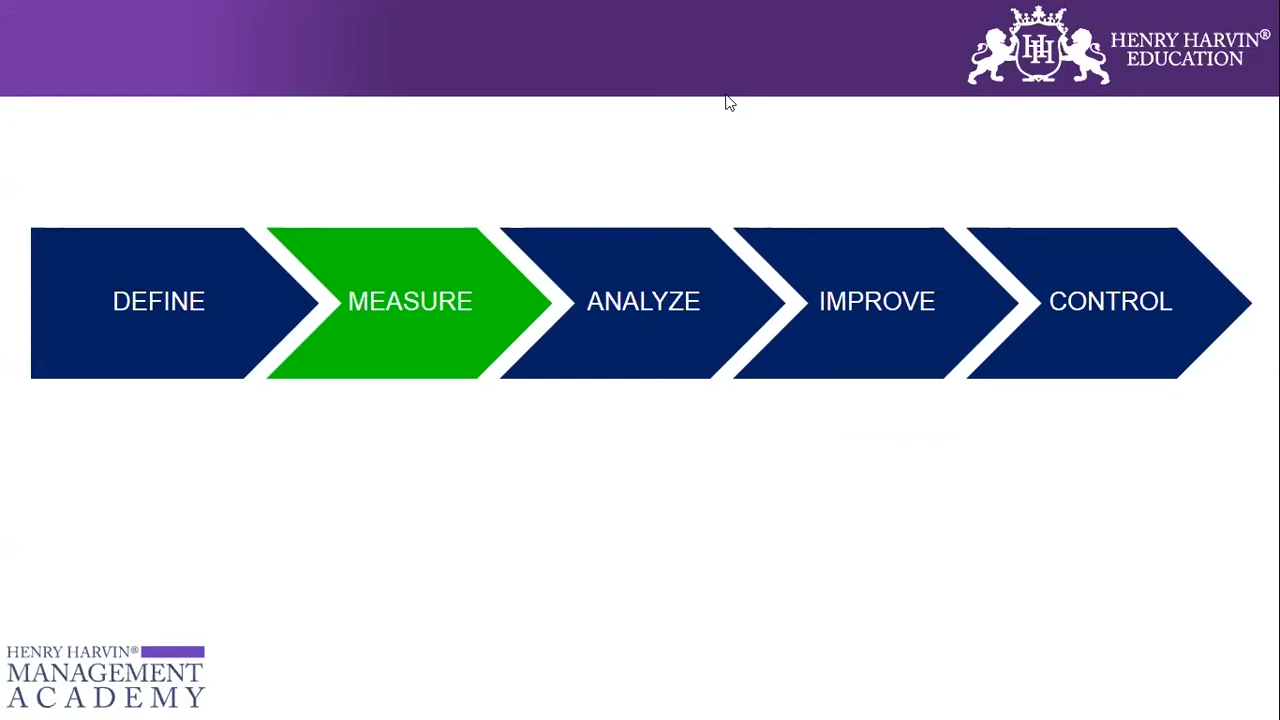 HENRY HARVIN®
EDUCATION
DEFINE
MEASURE
ANALYZE
IMPROVE
CONTROL
HENRY HARVIN®
MANAGEMENT
ACADEMY